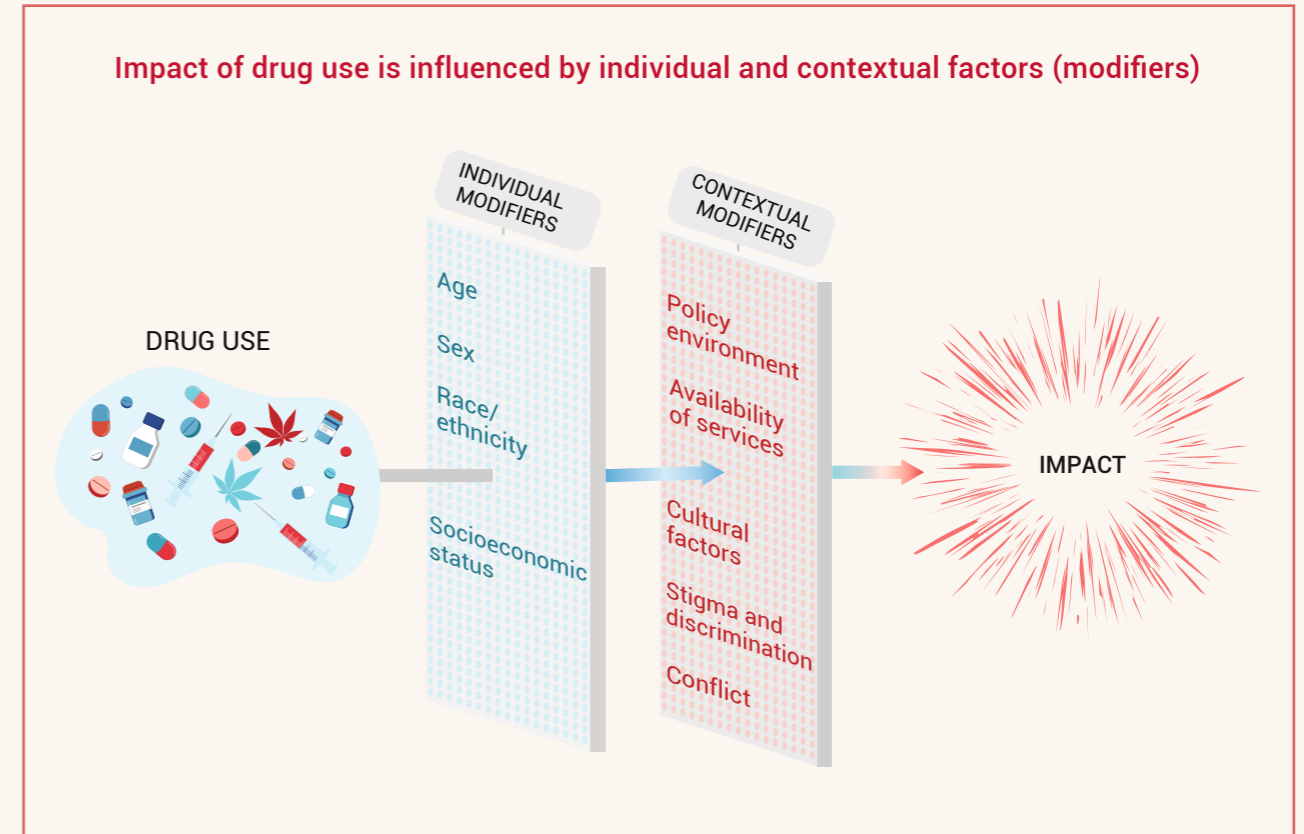 Impact of drug use is influenced by individual and contextual factors (modifiers)
DRUG USE
INDIVIDUAL
MODIFIERS
Age
Sex
Race/
ethnicity
Socioeconomic
status
CONTEXTUAL
MODIFIERS
Policy
environment
Availability
of services
Cultural
factors
Stigma and
discrimination
Conflict
IMPACT